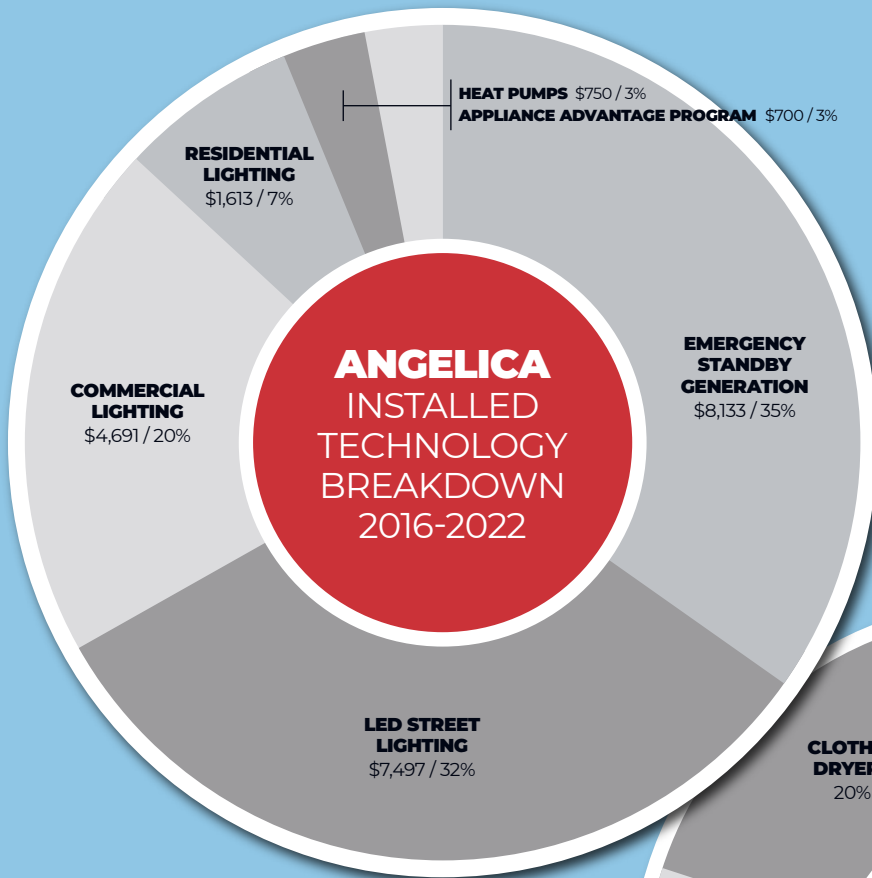 HEAT PUMPS $750 / 3%
APPLIANCE ADVANTAGE PROGRAM $700 / 3%
RESIDENTIAL
LIGHTING
$1,613 / 7%
EMERGENCY
STANDBY
GENERATION
$8,133 / 35%
COMMERCIAL
LIGHTING
$4,691 / 20%
ANGELICA
INSTALLED
TECHNOLOGY
BREAKDOWN
2016-2022
LED STREET
LIGHTING
$7,497 / 32%
CLOTH
DRYER
20%